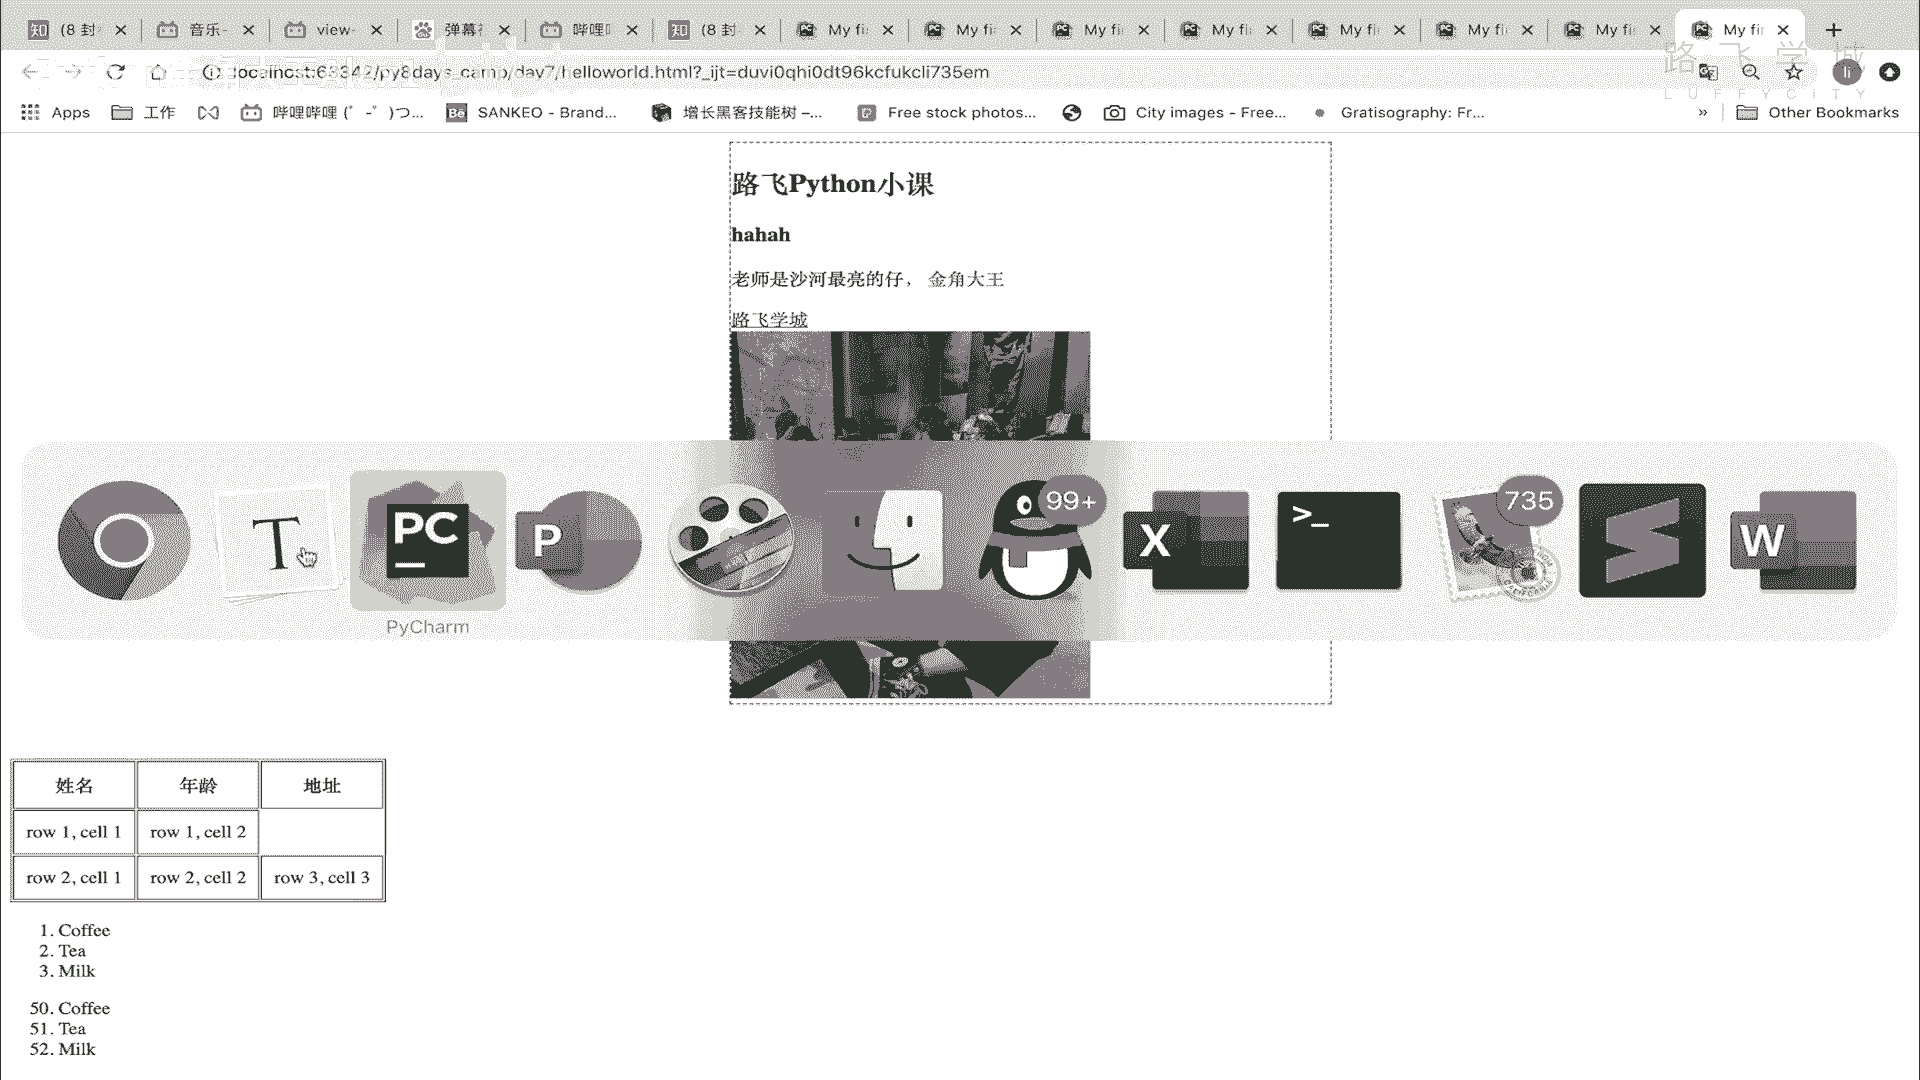 知 (8 封
音乐-
view-
弹幕
哔哩
知 (8 封
My fi
My fi
My fi
My fi
My fi
My fi
My fi
My fi
localhost:63342/py8days_camp/day7/helloworld.html?_ijt=duvi0qhi0dt96kcfukcli735em
li
路 飞 学 城
LUFFYCITY
Apps
工作
哔哩哔哩 (゜-゜)つ...
Bē SANKEO - Brand...
增长黑客技能树 –...
Free stock photos...
City images - Free...
Gratisography: Fr...
»
Other Bookmarks
路飞Python小课
hahah
老师是沙河最亮的仔， 金角大王
路飞学城
T
PC
P
99+
X
>_
735
W
PyCharm
姓名 年龄 地址
row 1, cell 1 row 1, cell 2
row 2, cell 1 row 2, cell 2 row 3, cell 3
1. Coffee
2. Tea
3. Milk
50. Coffee
51. Tea
52. Milk